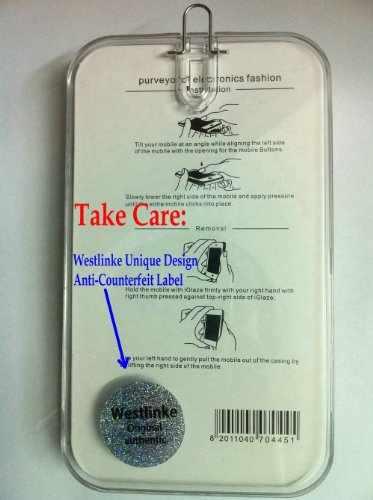 purveyo of electronics fashion
Installation
Tilt your mobile at an angle while aligning the left side
of the mobile with the opening for the mobile Buttons.
Slowly lower the right side of the mobile and apply pressure
until the entire mobile clicks into place.
Take Care:
Removal
Westlinke Unique Design
Anti-Counterfeit Label
Hold the mobile with iGlaze firmly with your right hand with
right thumb pressed against top-right side of iGlaze.
your left hand to gently pull the mobile out of the casing by
lifting the right side of the mobile
Westlinke
Original
authentic
8 2011040 704451